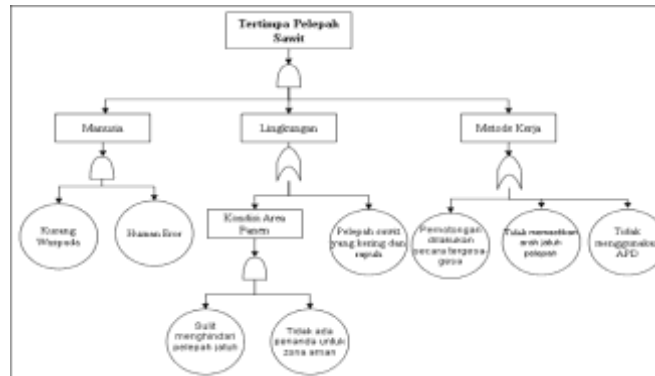 Tertimpa Pelepah
Sawit
Manusia
Lingkungan
Metode Kerja
Kurang
Waspada
Human Eror
Kondisi Area
Panen
Pelepah sawit
yang kering dan
rapuh
Pemotongan
dilakukan
secara tergesa-
gesa
Tidak memastikan
arah jatuh
pelepah
Tidak
menggunakan
APD
Sulit
menghindari
pelepah jatuh
Tidak ada
penanda untuk
zona aman